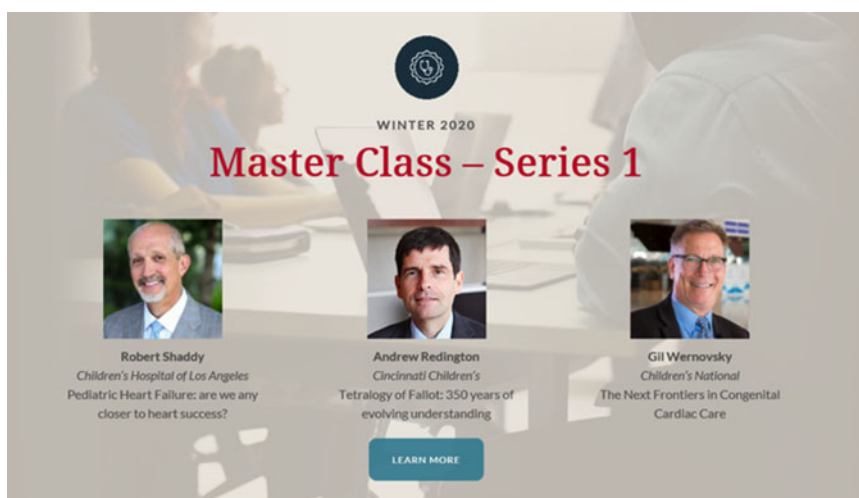 WINTER 2020
Master Class – Series 1
Robert Shaddy
Children's Hospital of Los Angeles
Pediatric Heart Failure: are we any
closer to heart success?
Andrew Redington
Cincinnati Children's
Tetralogy of Fallot: 350 years of
evolving understanding
Gil Wernovsky
Children's National
The Next Frontiers in Congenital
Cardiac Care
LEARN MORE